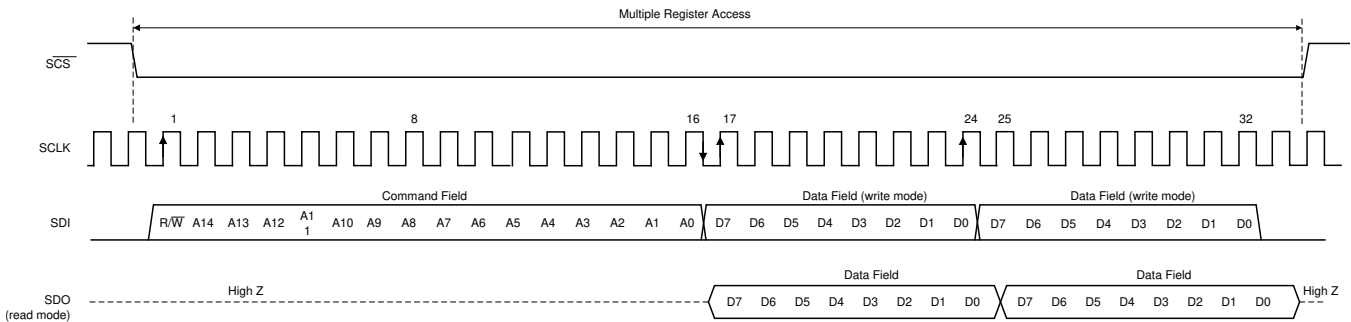 Multiple Register Access
SCS
1 8 16 17 24 25 32
SCLK
Command Field Data Field (write mode) Data Field (write mode)
SDI R/W A14 A13 A12 A1 A10 A9 A8 A7 A6 A5 A4 A3 A2 A1 A0 D7 D6 D5 D4 D3 D2 D1 D0 D7 D6 D5 D4 D3 D2 D1 D0
1
Data Field Data Field
High Z High Z
SDO D7 D6 D5 D4 D3 D2 D1 D0 D7 D6 D5 D4 D3 D2 D1 D0
(read mode)